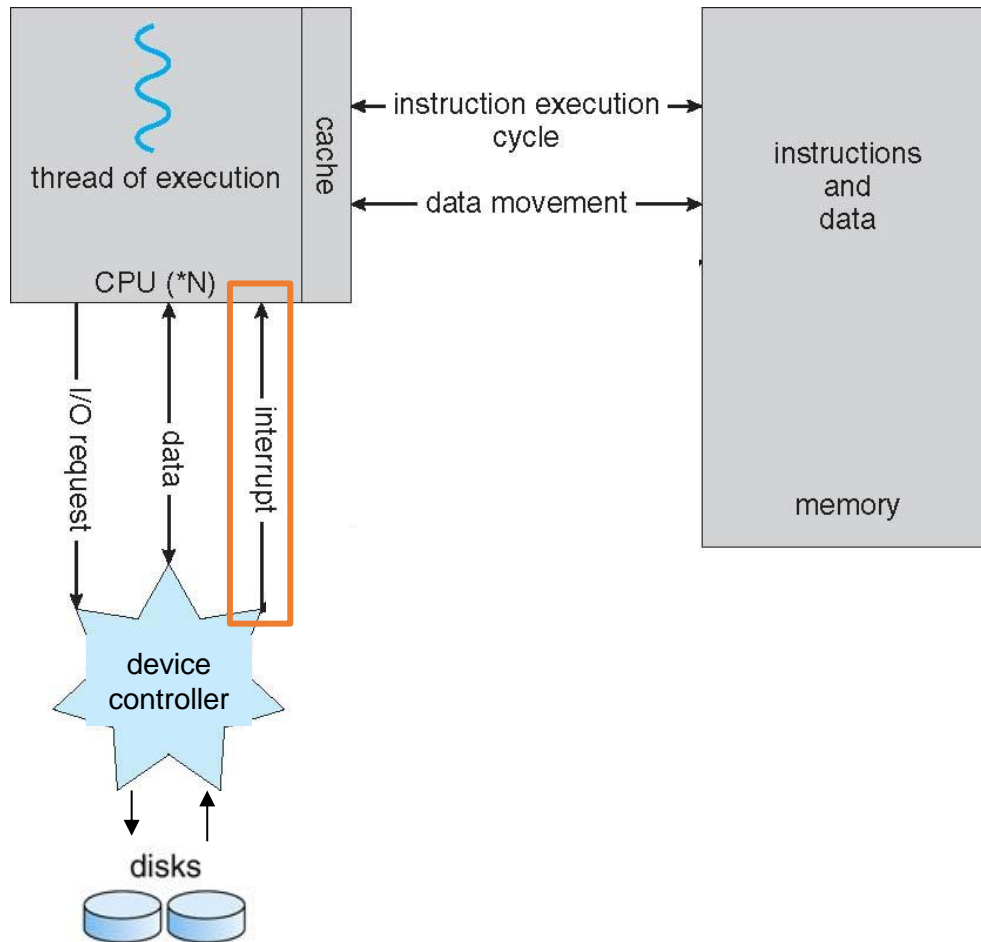 thread of execution
cache
CPU (*N)
instruction execution
cycle
data movement
instructions
and
data
memory
I/O request
data
interrupt
device
controller
disks